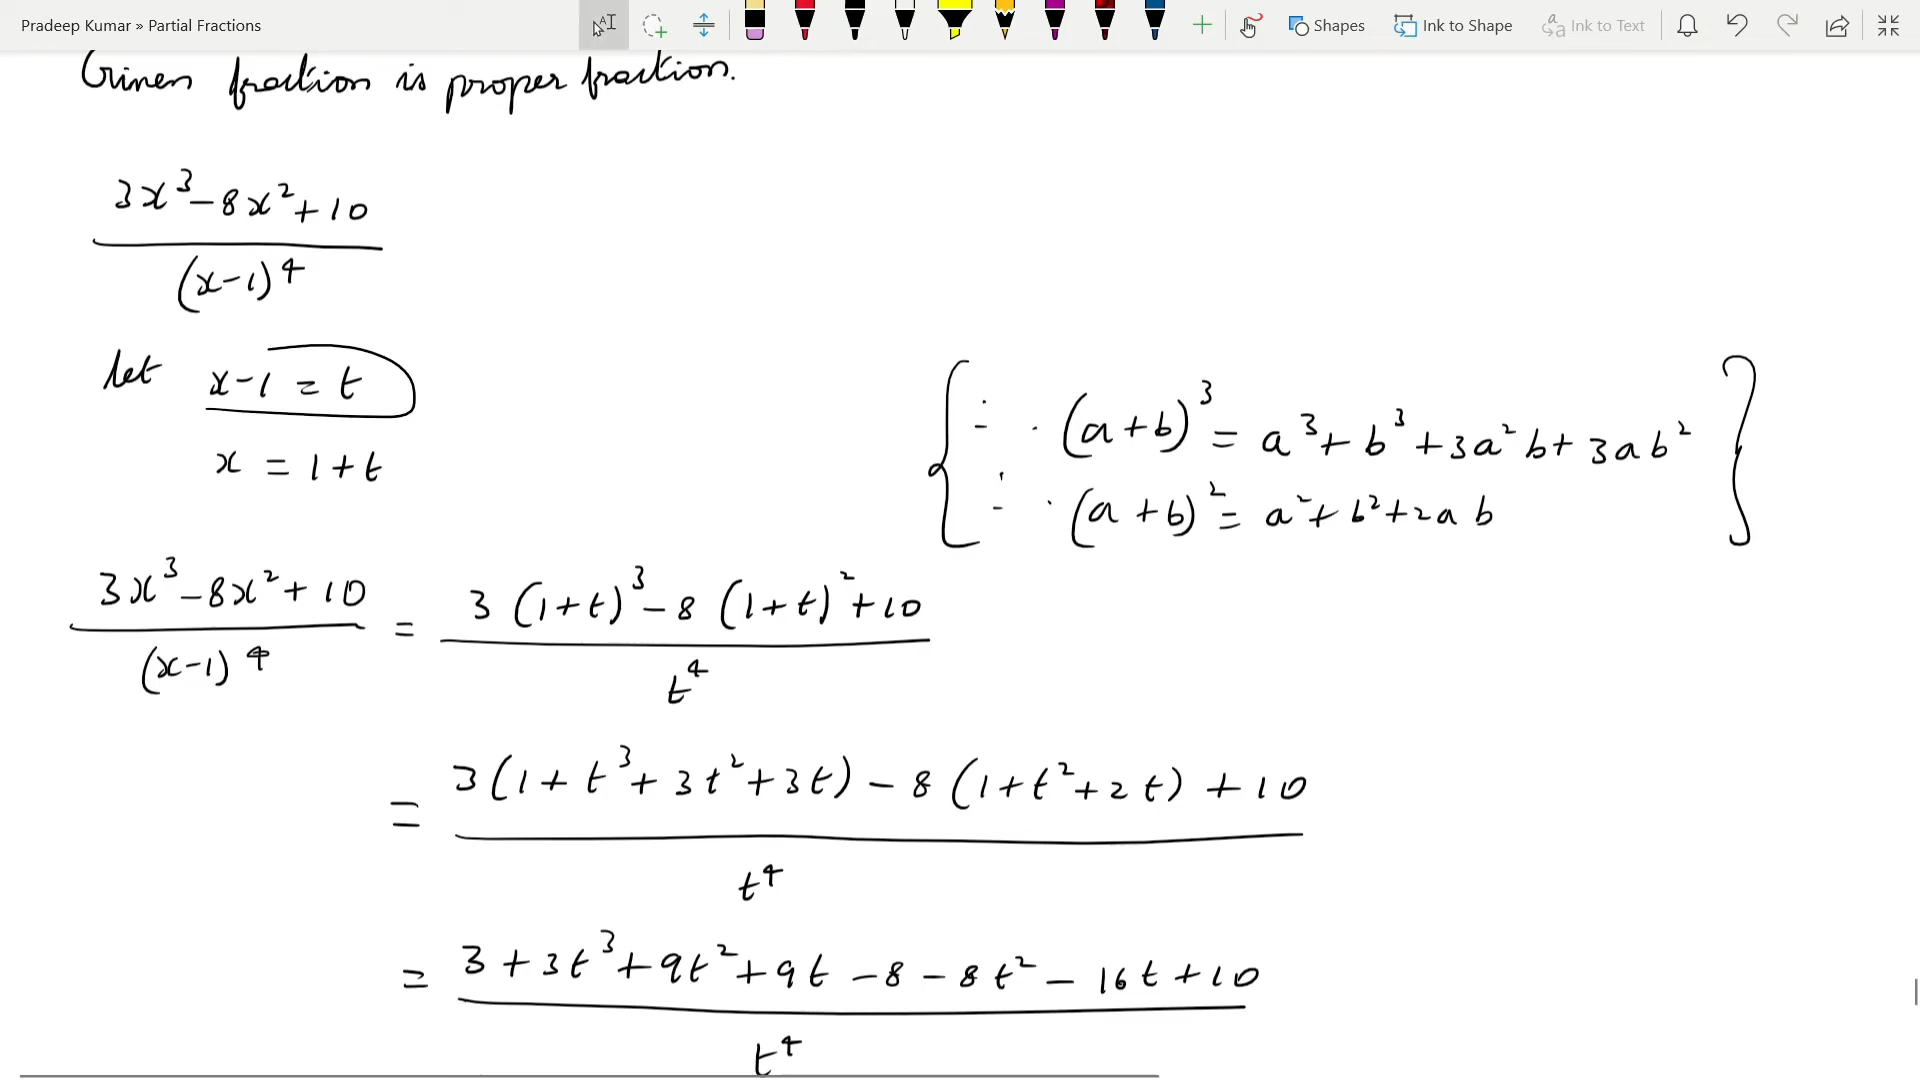 Pradeep Kumar » Partial Fractions
Shapes Ink to Shape Ink to Text
Given fraction is proper fraction.
3x³-8x²+10
(x-1)⁴
let x-1 = t
x = 1+t
{ ∵ (a+b)³ = a³+b³+3a²b+3ab²
∵ (a+b)² = a²+b²+2ab }
3x³-8x²+10 / (x-1)⁴ = 3(1+t)³-8(1+t)²+10 / t⁴
= 3(1+t³+3t²+3t)-8(1+t²+2t)+10
t⁴
= 3+3t³+9t²+9t-8-8t²-16t+10
t⁴